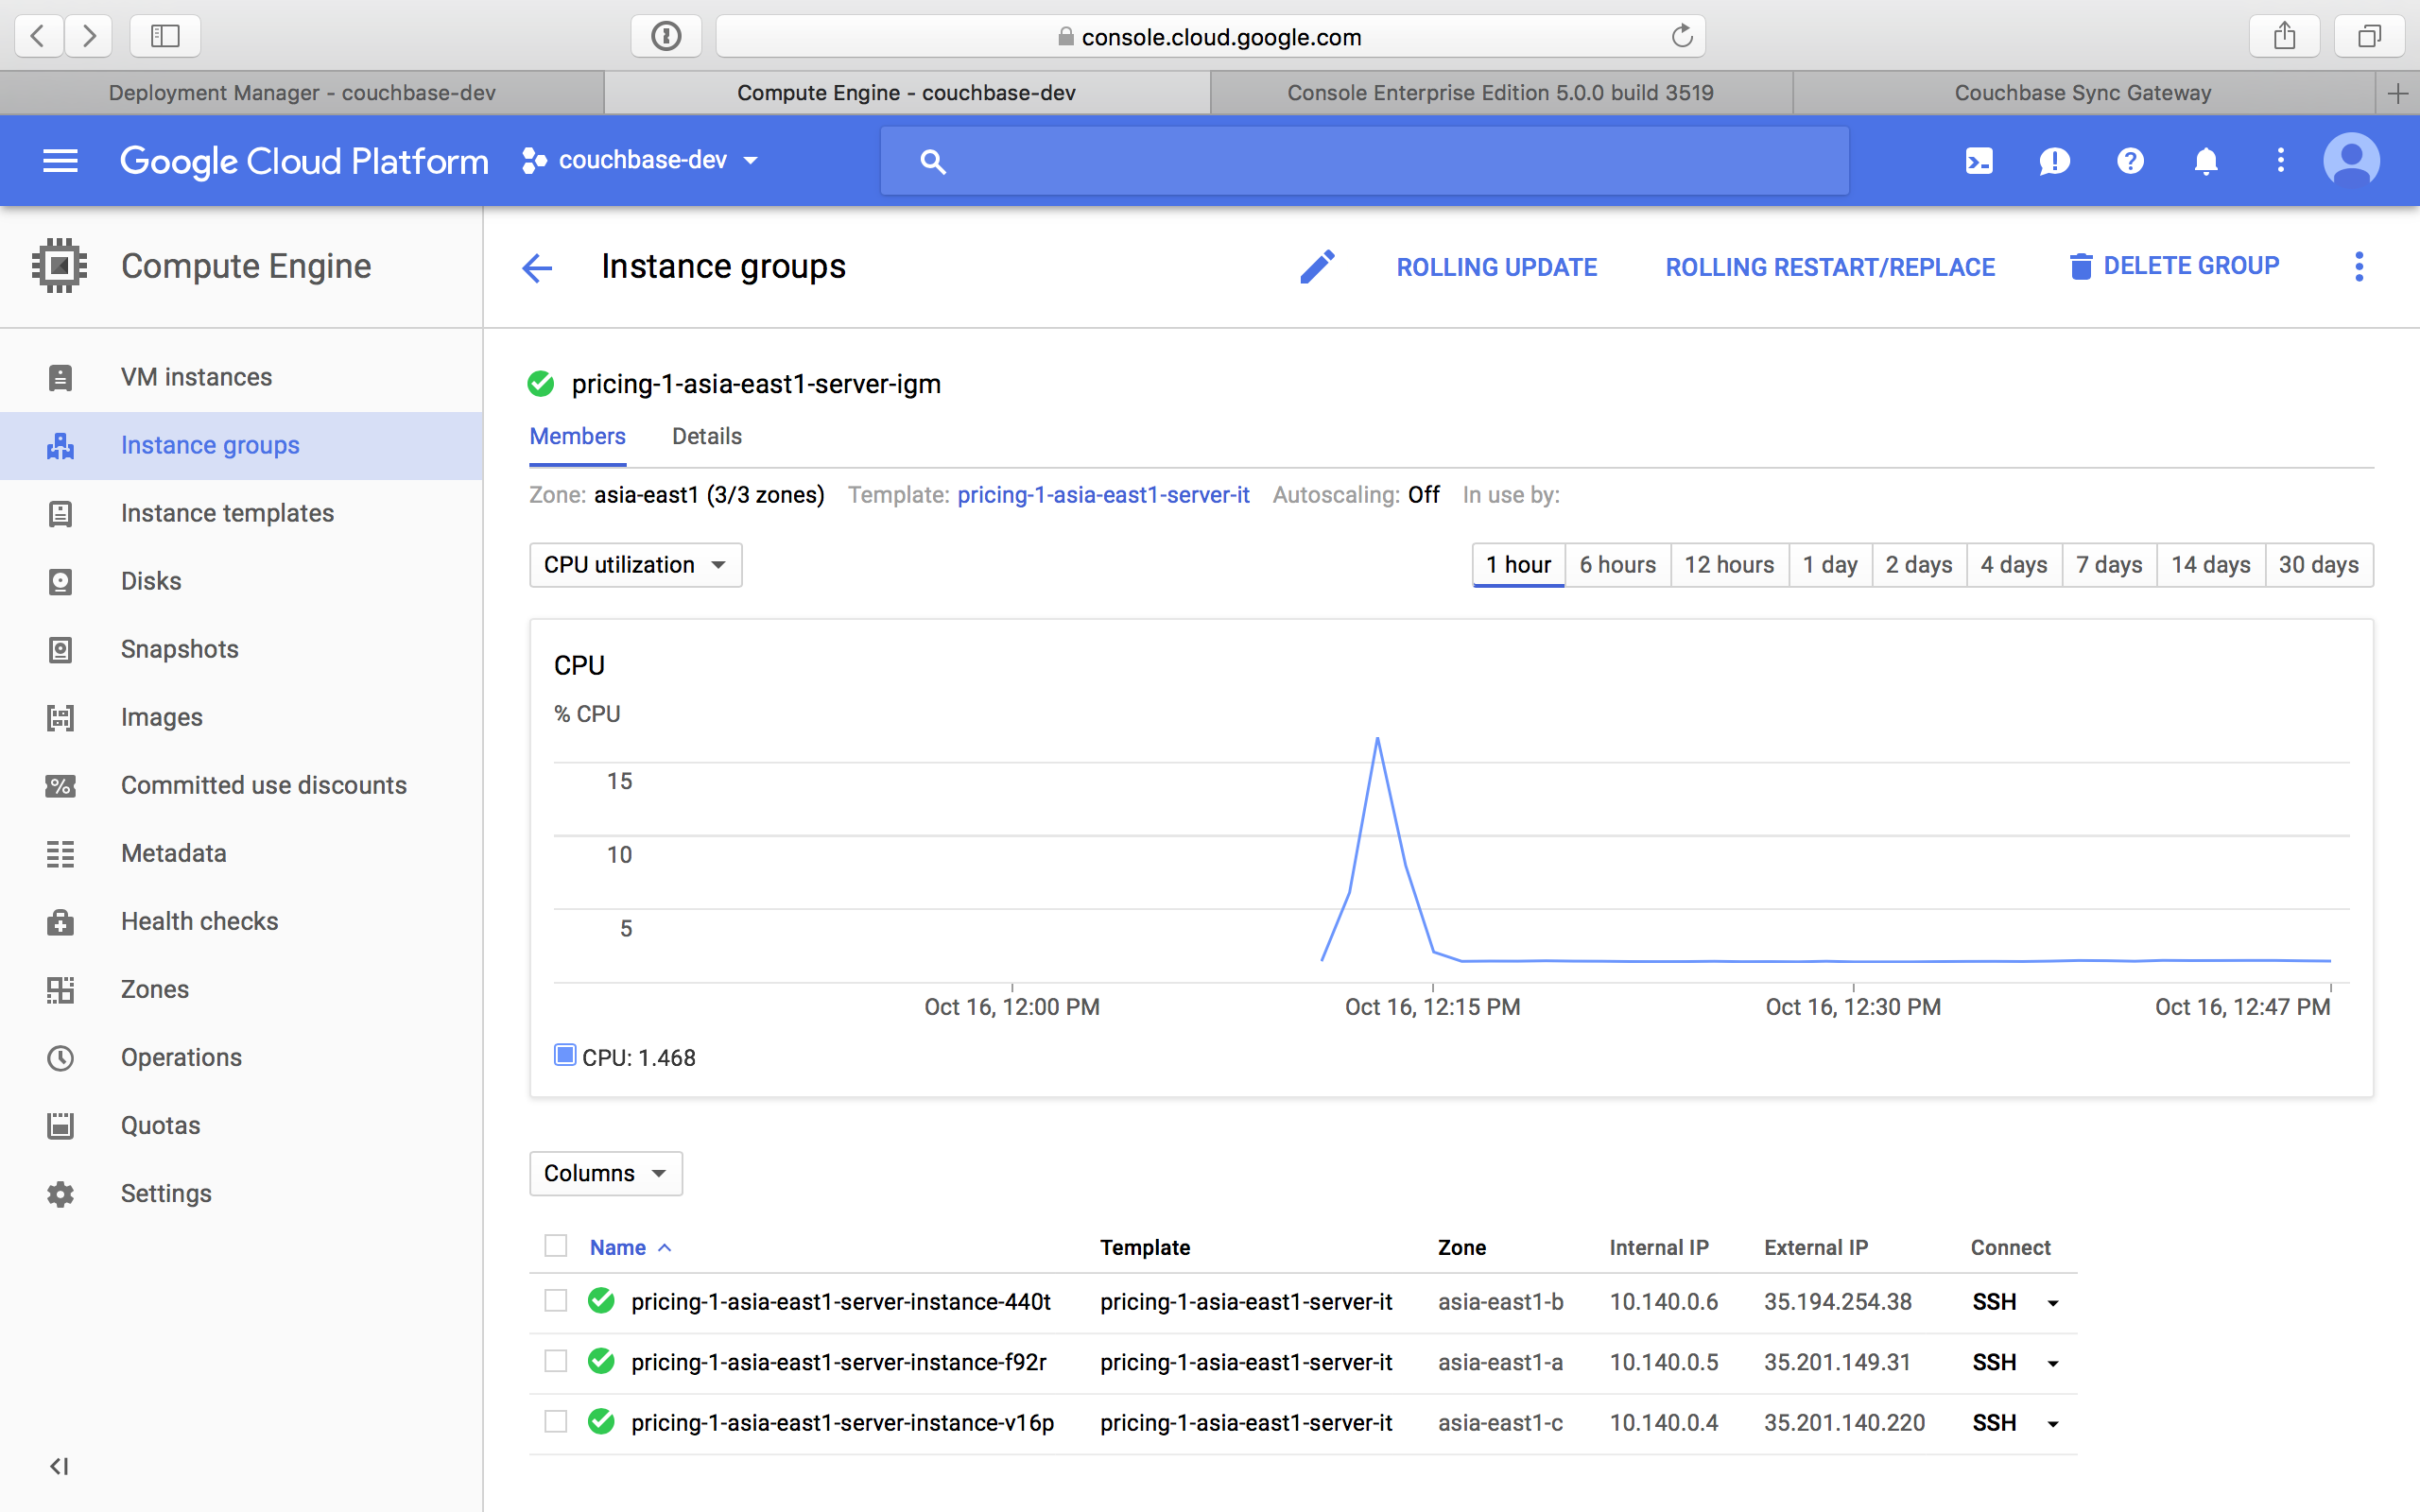 console.cloud.google.com
Deployment Manager - couchbase-dev
Compute Engine - couchbase-dev
Console Enterprise Edition 5.0.0 build 3519
Couchbase Sync Gateway
Google Cloud Platform
couchbase-dev
Compute Engine
Instance groups
ROLLING UPDATE
ROLLING RESTART/REPLACE
DELETE GROUP
VM instances
Instance groups
Instance templates
Disks
Snapshots
Images
Committed use discounts
Metadata
Health checks
Zones
Operations
Quotas
Settings
pricing-1-asia-east1-server-igm
Members Details
Zone: asia-east1 (3/3 zones) Template: pricing-1-asia-east1-server-it Autoscaling: Off In use by:
CPU utilization
1 hour 6 hours 12 hours 1 day 2 days 4 days 7 days 14 days 30 days
CPU
% CPU
15
10
5
Oct 16, 12:00 PM Oct 16, 12:15 PM Oct 16, 12:30 PM Oct 16, 12:47 PM
CPU: 1.468
Columns
Name Template Zone Internal IP External IP Connect
pricing-1-asia-east1-server-instance-440t pricing-1-asia-east1-server-it asia-east1-b 10.140.0.6 35.194.254.38 SSH
pricing-1-asia-east1-server-instance-f92r pricing-1-asia-east1-server-it asia-east1-a 10.140.0.5 35.201.149.31 SSH
pricing-1-asia-east1-server-instance-v16p pricing-1-asia-east1-server-it asia-east1-c 10.140.0.4 35.201.140.220 SSH